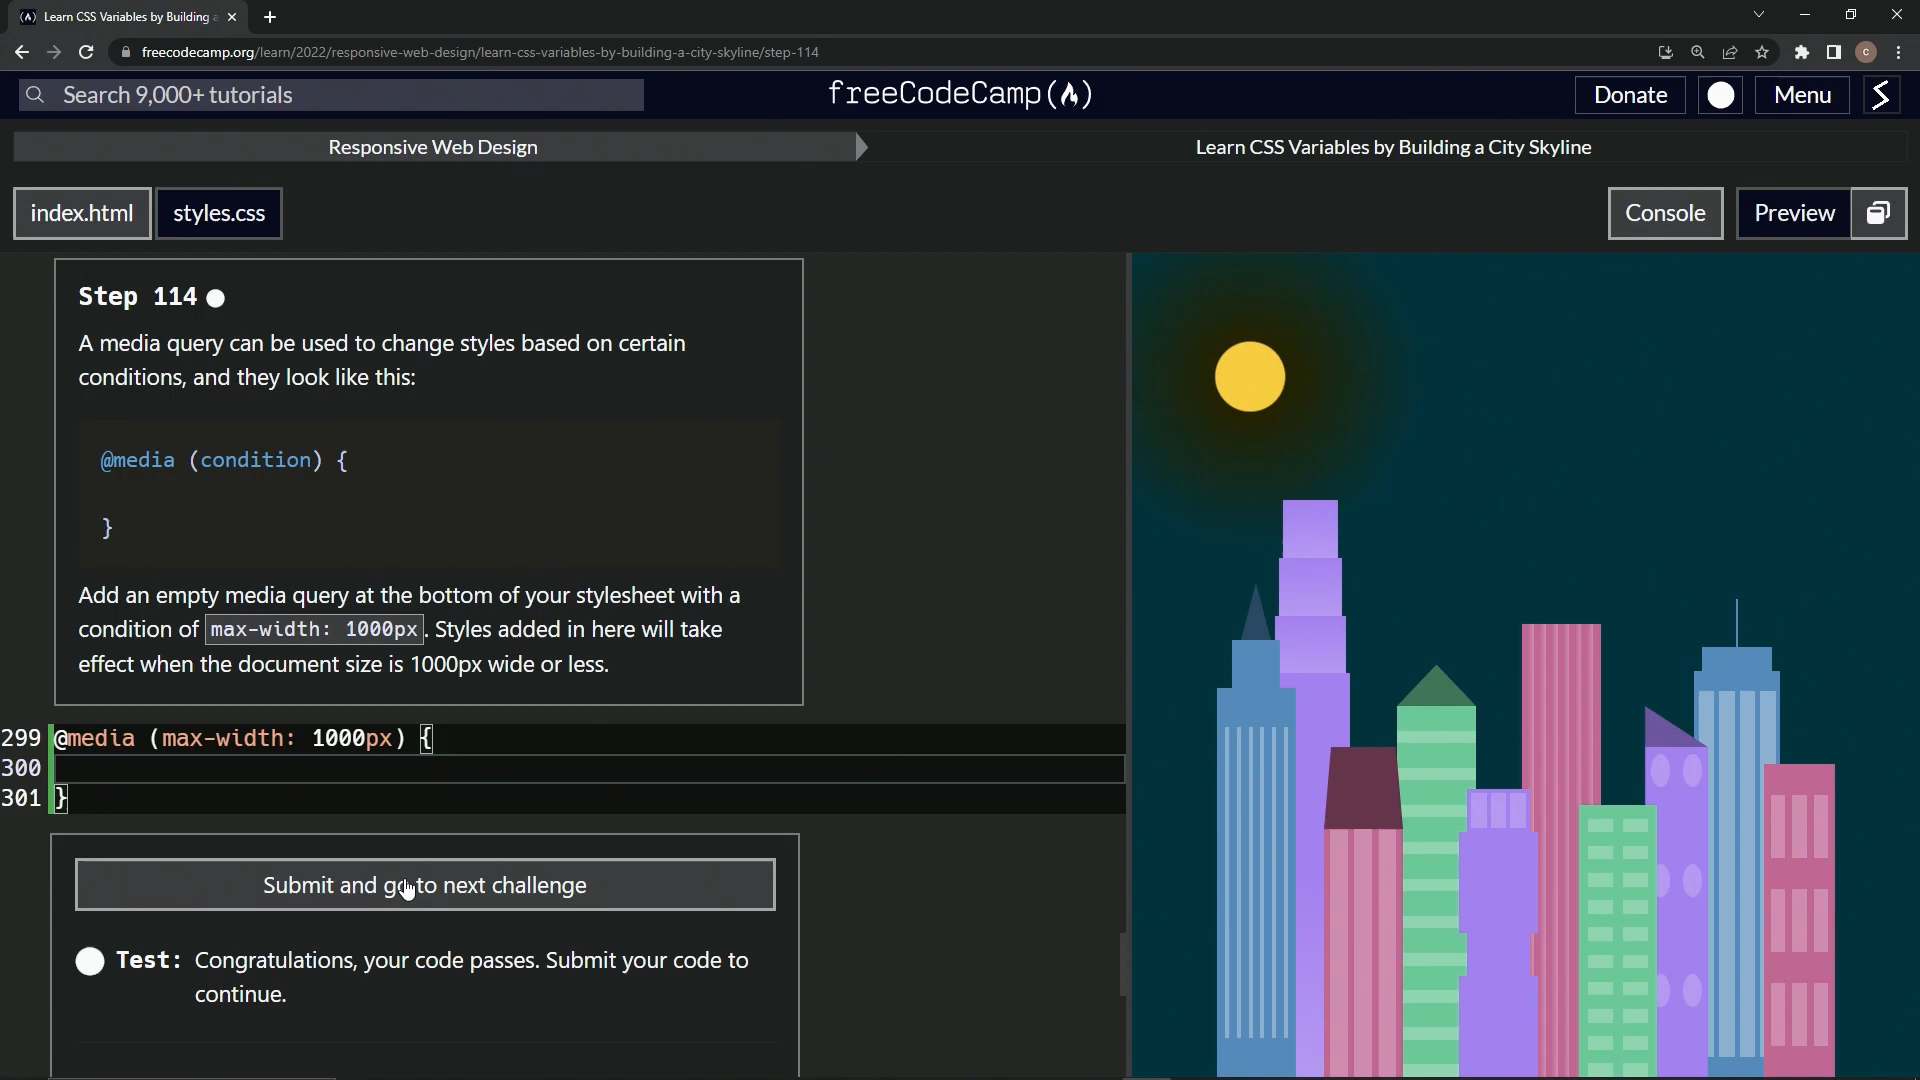 Learn CSS Variables by Building a
freecodecamp.org/learn/2022/responsive-web-design/learn-css-variables-by-building-a-city-skyline/step-114
C
Search 9,000+ tutorials
freeCodeCamp
Donate
Menu
Responsive Web Design
Learn CSS Variables by Building a City Skyline
index.html
styles.css
Console
Preview
Step 114
A media query can be used to change styles based on certain
conditions, and they look like this:
@media (condition) {
}
Add an empty media query at the bottom of your stylesheet with a
condition of max-width: 1000px. Styles added in here will take
effect when the document size is 1000px wide or less.
299 @media (max-width: 1000px) {
300
301 }
Submit and go to next challenge
Test: Congratulations, your code passes. Submit your code to
continue.